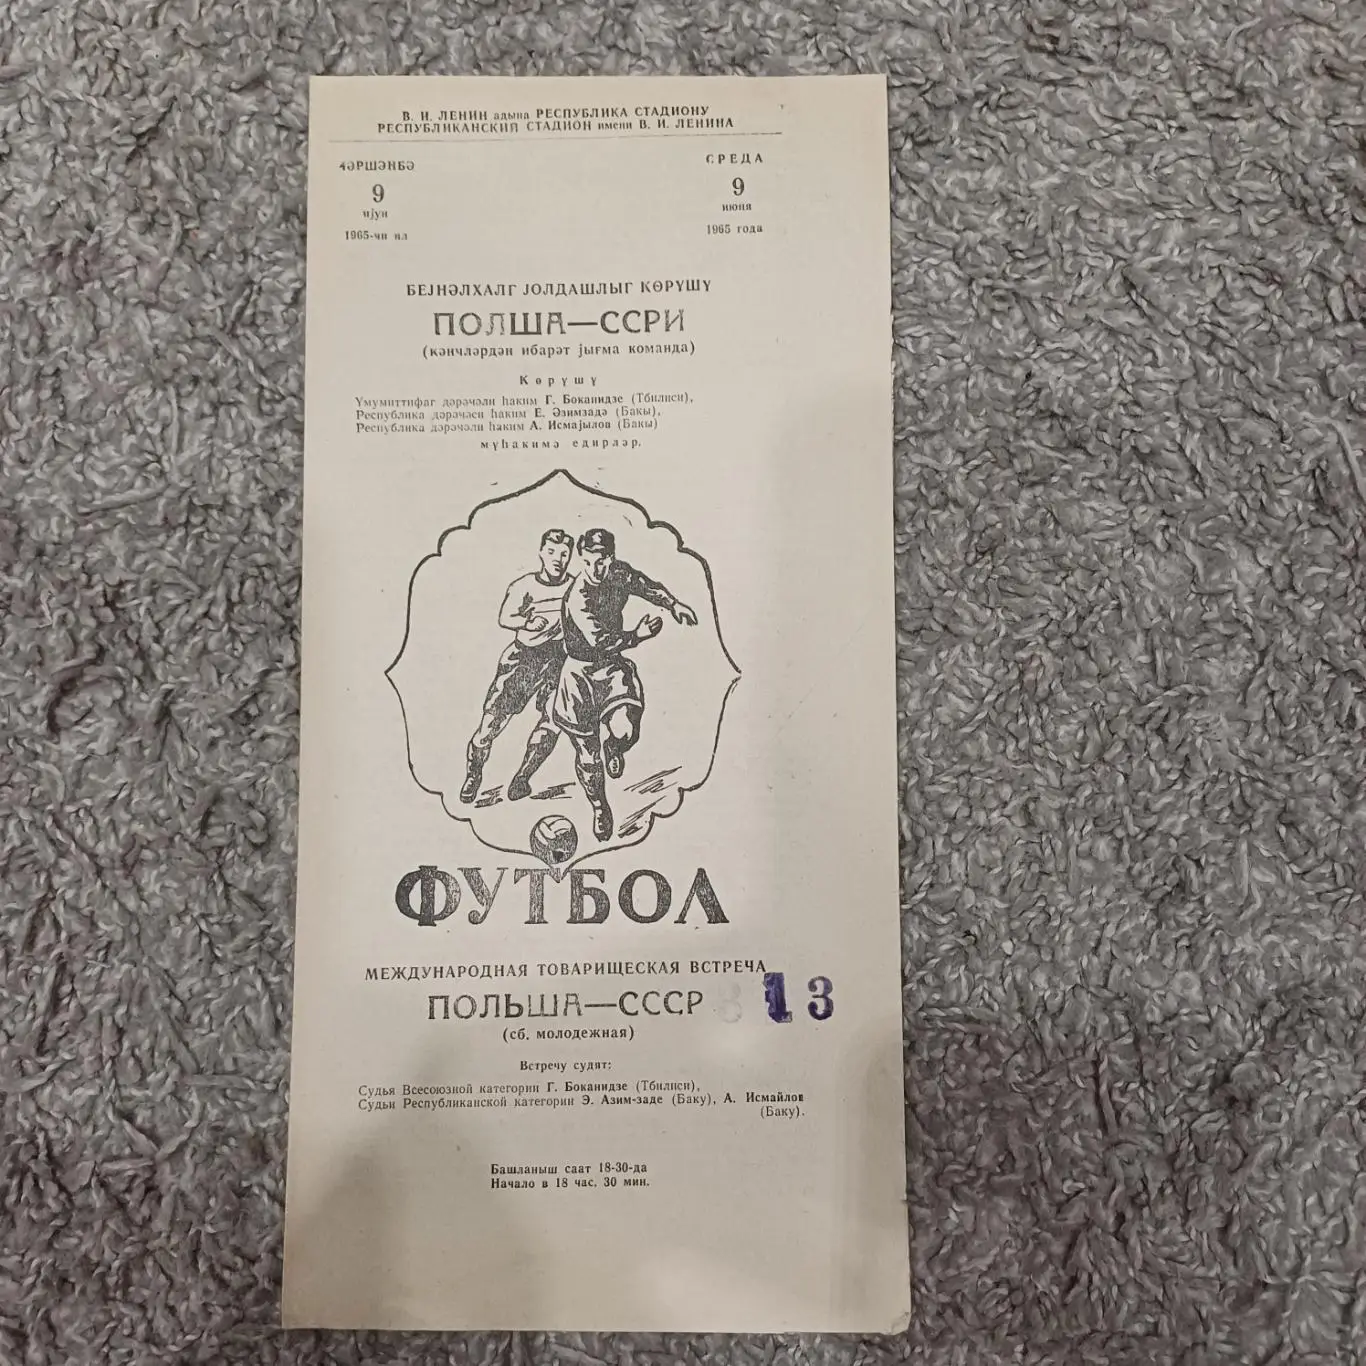 В. И. ЛЕНИН адына РЕСПУБЛИКА СТАДИОНУ
РЕСПУБЛИКАНСКИЙ СТАДИОН имени В. И. ЛЕНИНА
ЧӘРШӘНБӘ
9
ијун
1965-чи ил
СРЕДА
9
июня
1965 года
БЕЈНӘЛХАЛГ ЈОЛДАШЛЫГ КӨРҮШҮ
ПОЛША—ССРИ
(кәнчләрдән ибарәт јығма команда)
Көрүшү
Үмумиттифаг дәрәчәли һаким Г. Боканидзе (Тбилиси),
Республика дәрәчәси һаким Е. Әзимзадә (Бакы),
Республика дәрәчәли һаким А. Исмајылов (Бакы)
мүһакимә едирләр.
ФУТБОЛ
МЕЖДУНАРОДНАЯ ТОВАРИЩЕСКАЯ ВСТРЕЧА
ПОЛЬША—СССР 13
(сб. молодежная)
Встречу судят:
Судья Всесоюзной категории Г. Боканидзе (Тбилиси),
Судьи Республиканской категории Э. Азим-заде (Баку), А. Исмайлов
(Баку).
Башланыш саат 18-30-да
Начало в 18 час. 30 мин.